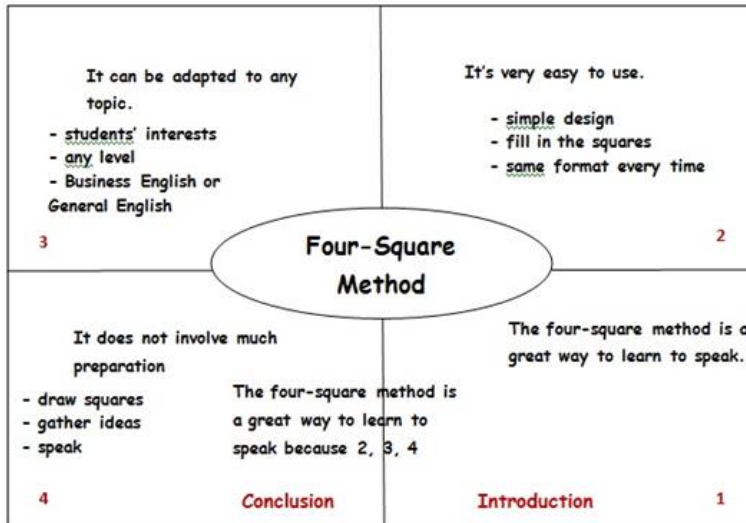 It can be adapted to any
topic.
- students' interests
- any level
- Business English or
General English
3
It's very easy to use.
- simple design
- fill in the squares
- same format every time
2
Four-Square
Method
It does not involve much
preparation
- draw squares
- gather ideas
- speak
4
The four-square method is
a great way to learn to
speak because 2, 3, 4
Conclusion
The four-square method is a
great way to learn to speak.
Introduction
1